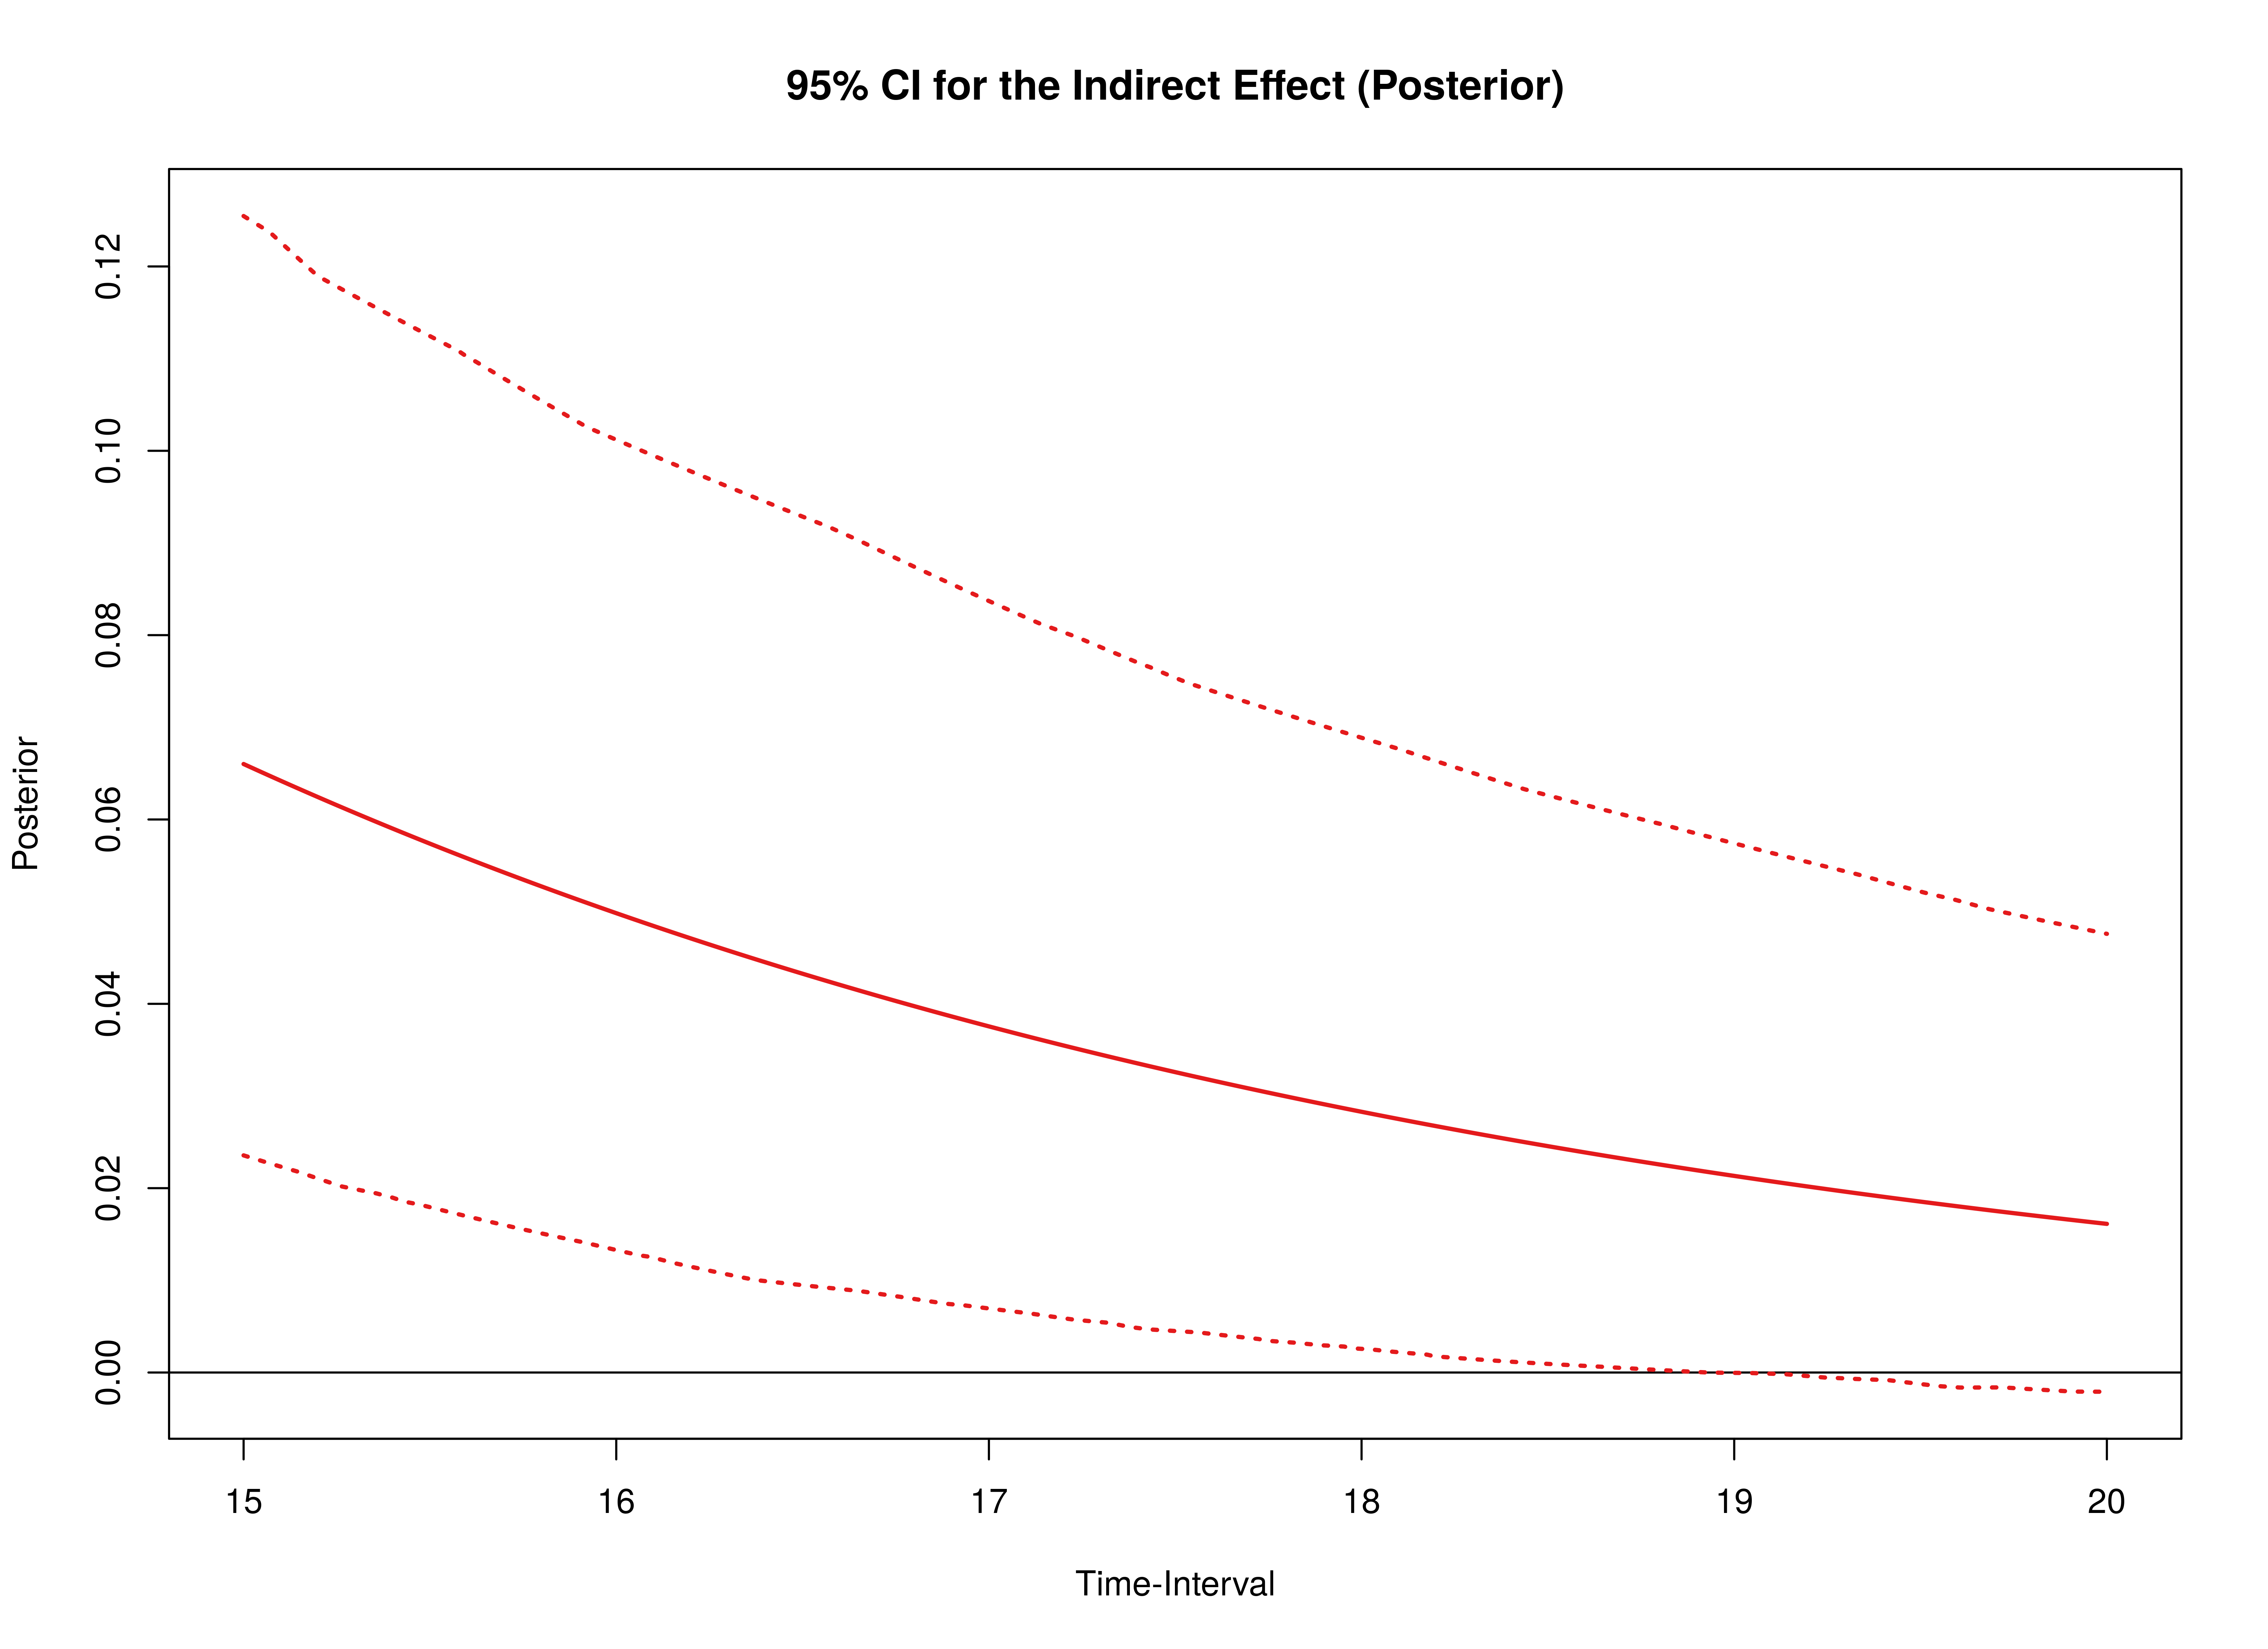 95% CI for the Indirect Effect (Posterior)
Posterior
0.12
0.10
0.08
0.06
0.04
0.02
0.00
15 16 17 18 19 20
Time-Interval